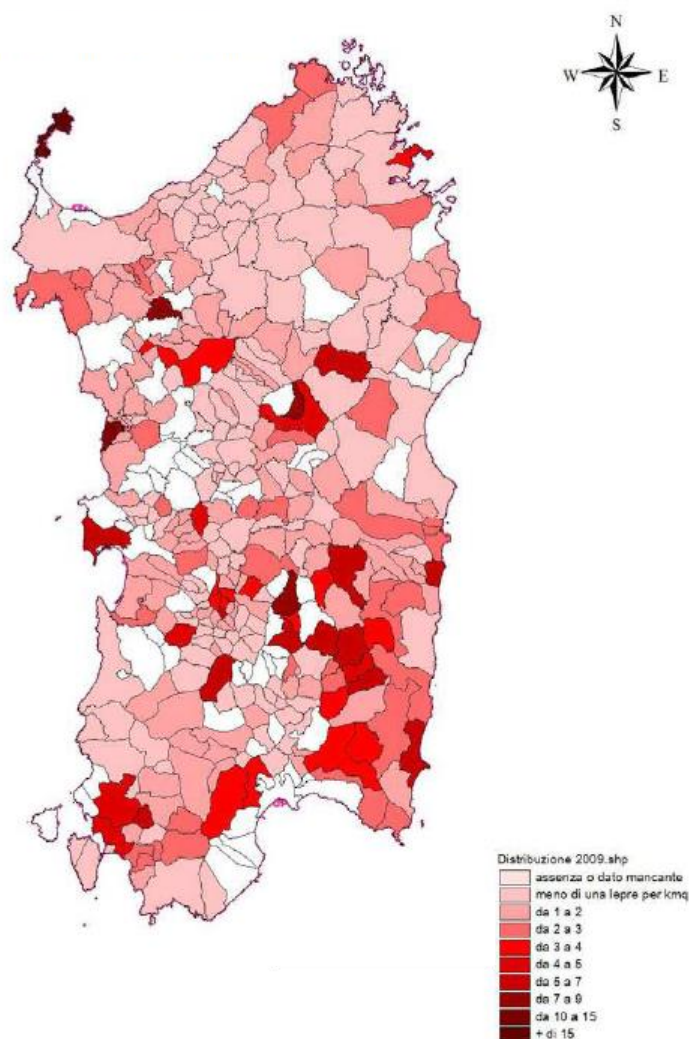 N
W E
S
Distribuzione 2009.shp
assenza o dato mancante
meno di una lepre per kmq
da 1 a 2
da 2 a 3
da 3 a 4
da 4 a 5
da 5 a 7
da 7 a 9
da 10 a 15
+ di 15